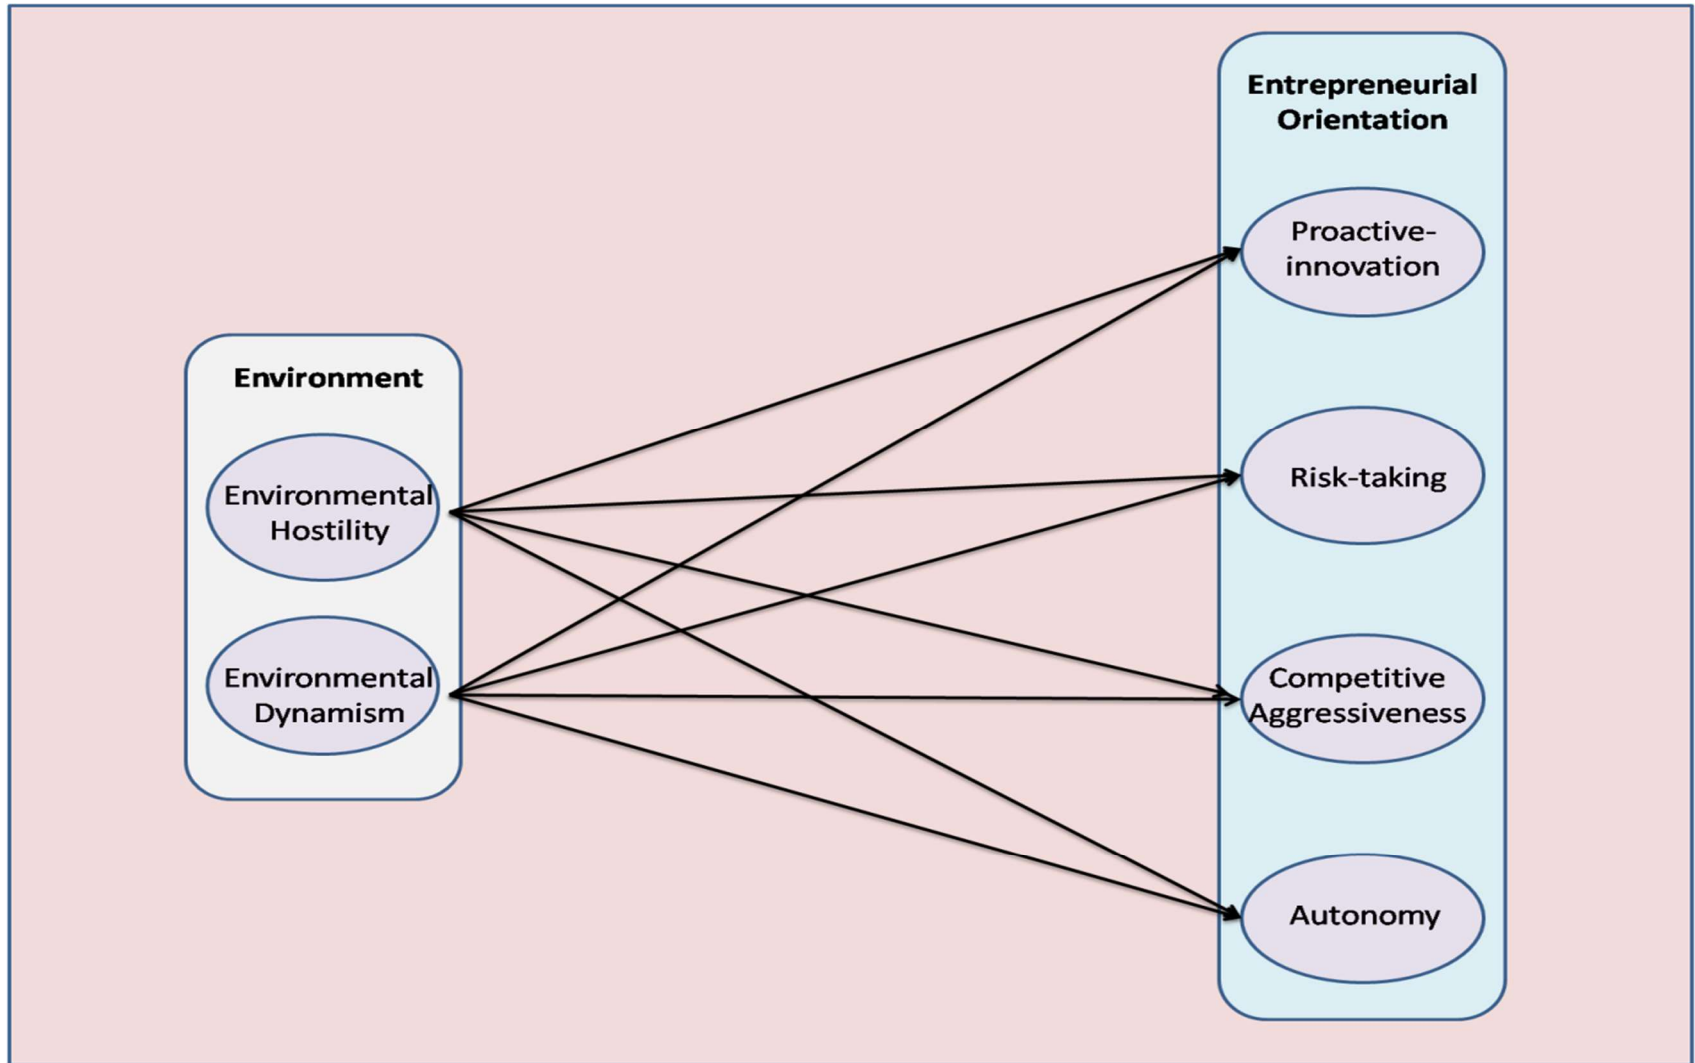 Environment
Environmental
Hostility
Environmental
Dynamism
Entrepreneurial
Orientation
Proactive-
innovation
Risk-taking
Competitive
Aggressiveness
Autonomy